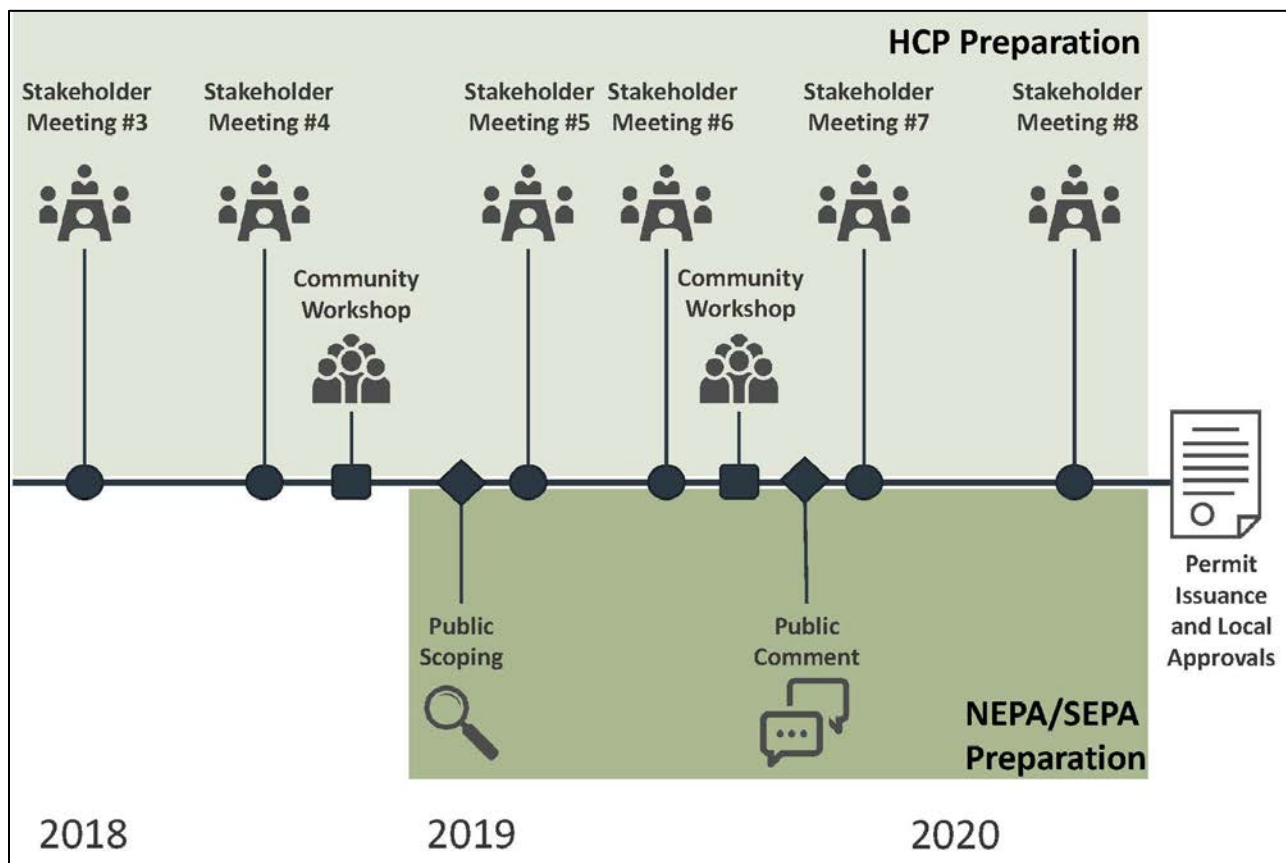 HCP Preparation
Stakeholder
Meeting #3
Stakeholder
Meeting #4
Stakeholder
Meeting #5
Stakeholder
Meeting #6
Stakeholder
Meeting #7
Stakeholder
Meeting #8
Community
Workshop
Community
Workshop
Public
Scoping
Public
Comment
Permit
Issuance
and Local
Approvals
NEPA/SEPA
Preparation
2018
2019
2020